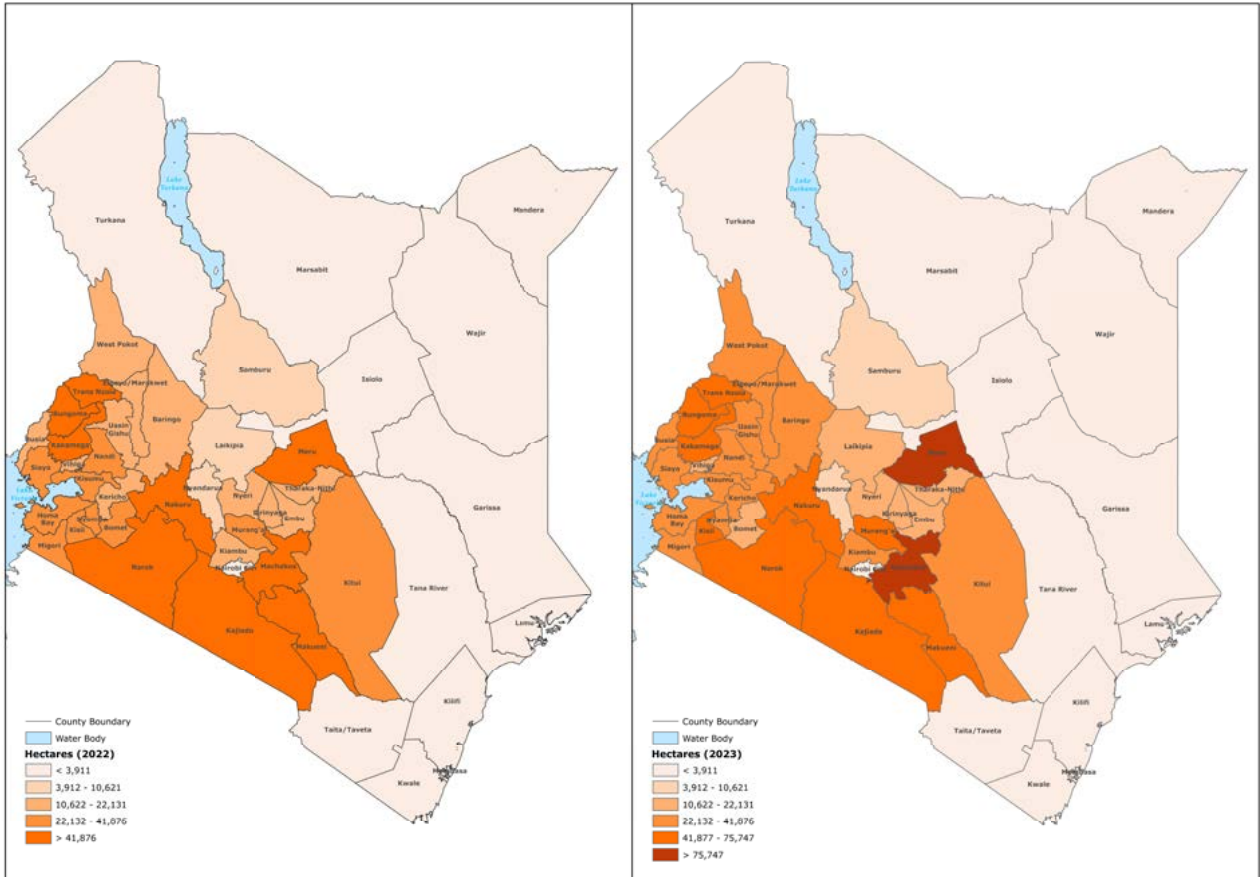 Lake
Turkana
Mandera
Turkana
Marsabit
Wajir
West Pokot
Samburu
Isiolo
Elgeyo/Marakwet
Trans Nzoia
Bungoma
Baringo
Uasin
Gishu
Busia
Kakamega
Laikipia
Meru
Nandi
Siaya
Vihiga
Kisumu
Lake
Nyandarua
Nyeri
Tharaka-Nithi
Kericho
Garissa
Homa
Bay
Nyamira
Nakuru
Kirinyaga
Embu
Kisii
Bomet
Murang'a
Migori
Kiambu
Narok
Machakos
Kitui
Tana River
Kajiado
Lamu
Makueni
Kilifi
Taita/Taveta
Kwale
Mombasa
County Boundary
Water Body
Hectares (2022)
< 3,911
3,912 - 10,621
10,622 - 22,131
22,132 - 41,876
> 41,876
Lake
Turkana
Mandera
Turkana
Marsabit
Wajir
West Pokot
Samburu
Isiolo
Elgeyo/Marakwet
Trans Nzoia
Bungoma
Baringo
Uasin
Gishu
Busia
Kakamega
Laikipia
Nandi
Siaya
Vihiga
Kisumu
Lake
Nyandarua
Nyeri
Tharaka-Nithi
Kericho
Garissa
Homa
Bay
Nyamira
Nakuru
Kirinyaga
Embu
Kisii
Bomet
Murang'a
Migori
Kiambu
Narok
Kitui
Tana River
Kajiado
Lamu
Makueni
Kilifi
Taita/Taveta
Kwale
Mombasa
County Boundary
Water Body
Hectares (2023)
< 3,911
3,912 - 10,621
10,622 - 22,131
22,132 - 41,876
41,877 - 75,747
> 75,747